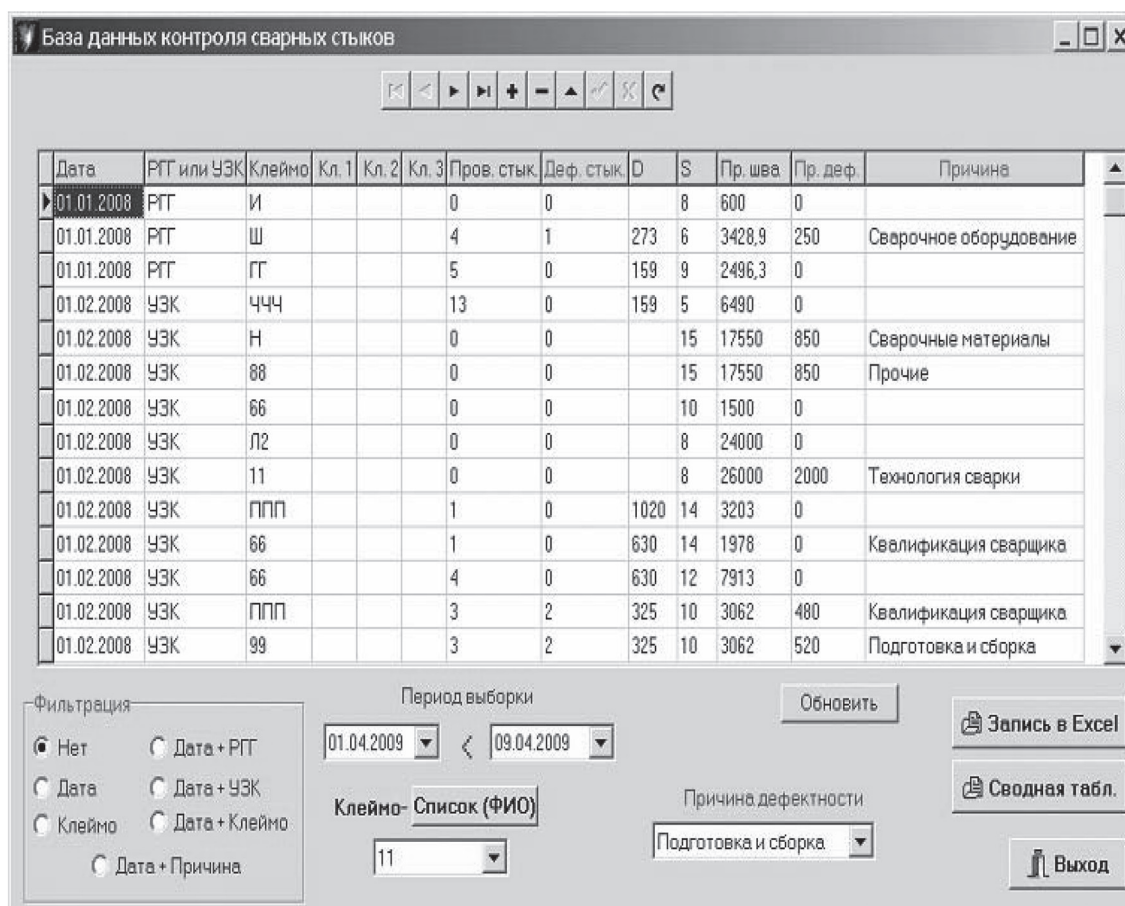 База данных контроля сварных стыков
Дата РГГ или УЗК Клеймо Кл. 1 Кл. 2 Кл. 3 Пров. стык. Деф. стык. D S Пр. шва Пр. деф. Причина
01.01.2008 РГГ И 0 0 8 600 0
01.01.2008 РГГ Ш 4 1 273 6 3428,9 250 Сварочное оборудование
01.01.2008 РГГ ГГ 5 0 159 9 2496,3 0
01.02.2008 УЗК ЧЧЧ 13 0 159 5 6490 0
01.02.2008 УЗК Н 0 0 15 17550 850 Сварочные материалы
01.02.2008 УЗК 88 0 0 15 17550 850 Прочие
01.02.2008 УЗК 66 0 0 10 1500 0
01.02.2008 УЗК Л2 0 0 8 24000 0
01.02.2008 УЗК 11 0 0 8 26000 2000 Технология сварки
01.02.2008 УЗК ППП 1 0 1020 14 3203 0
01.02.2008 УЗК 66 1 0 630 14 1978 0 Квалификация сварщика
01.02.2008 УЗК 66 4 0 630 12 7913 0
01.02.2008 УЗК ППП 3 2 325 10 3062 480 Квалификация сварщика
01.02.2008 УЗК 99 3 2 325 10 3062 520 Подготовка и сборка
Фильтрация
Нет Дата + РГГ
Дата Дата + УЗК
Клеймо Дата + Клеймо
Дата + Причина
Период выборки
01.04.2009 < 09.04.2009
Клеймо- Список (ФИО)
11
Обновить
Причина дефектности
Подготовка и сборка
Запись в Excel
Сводная табл.
Выход